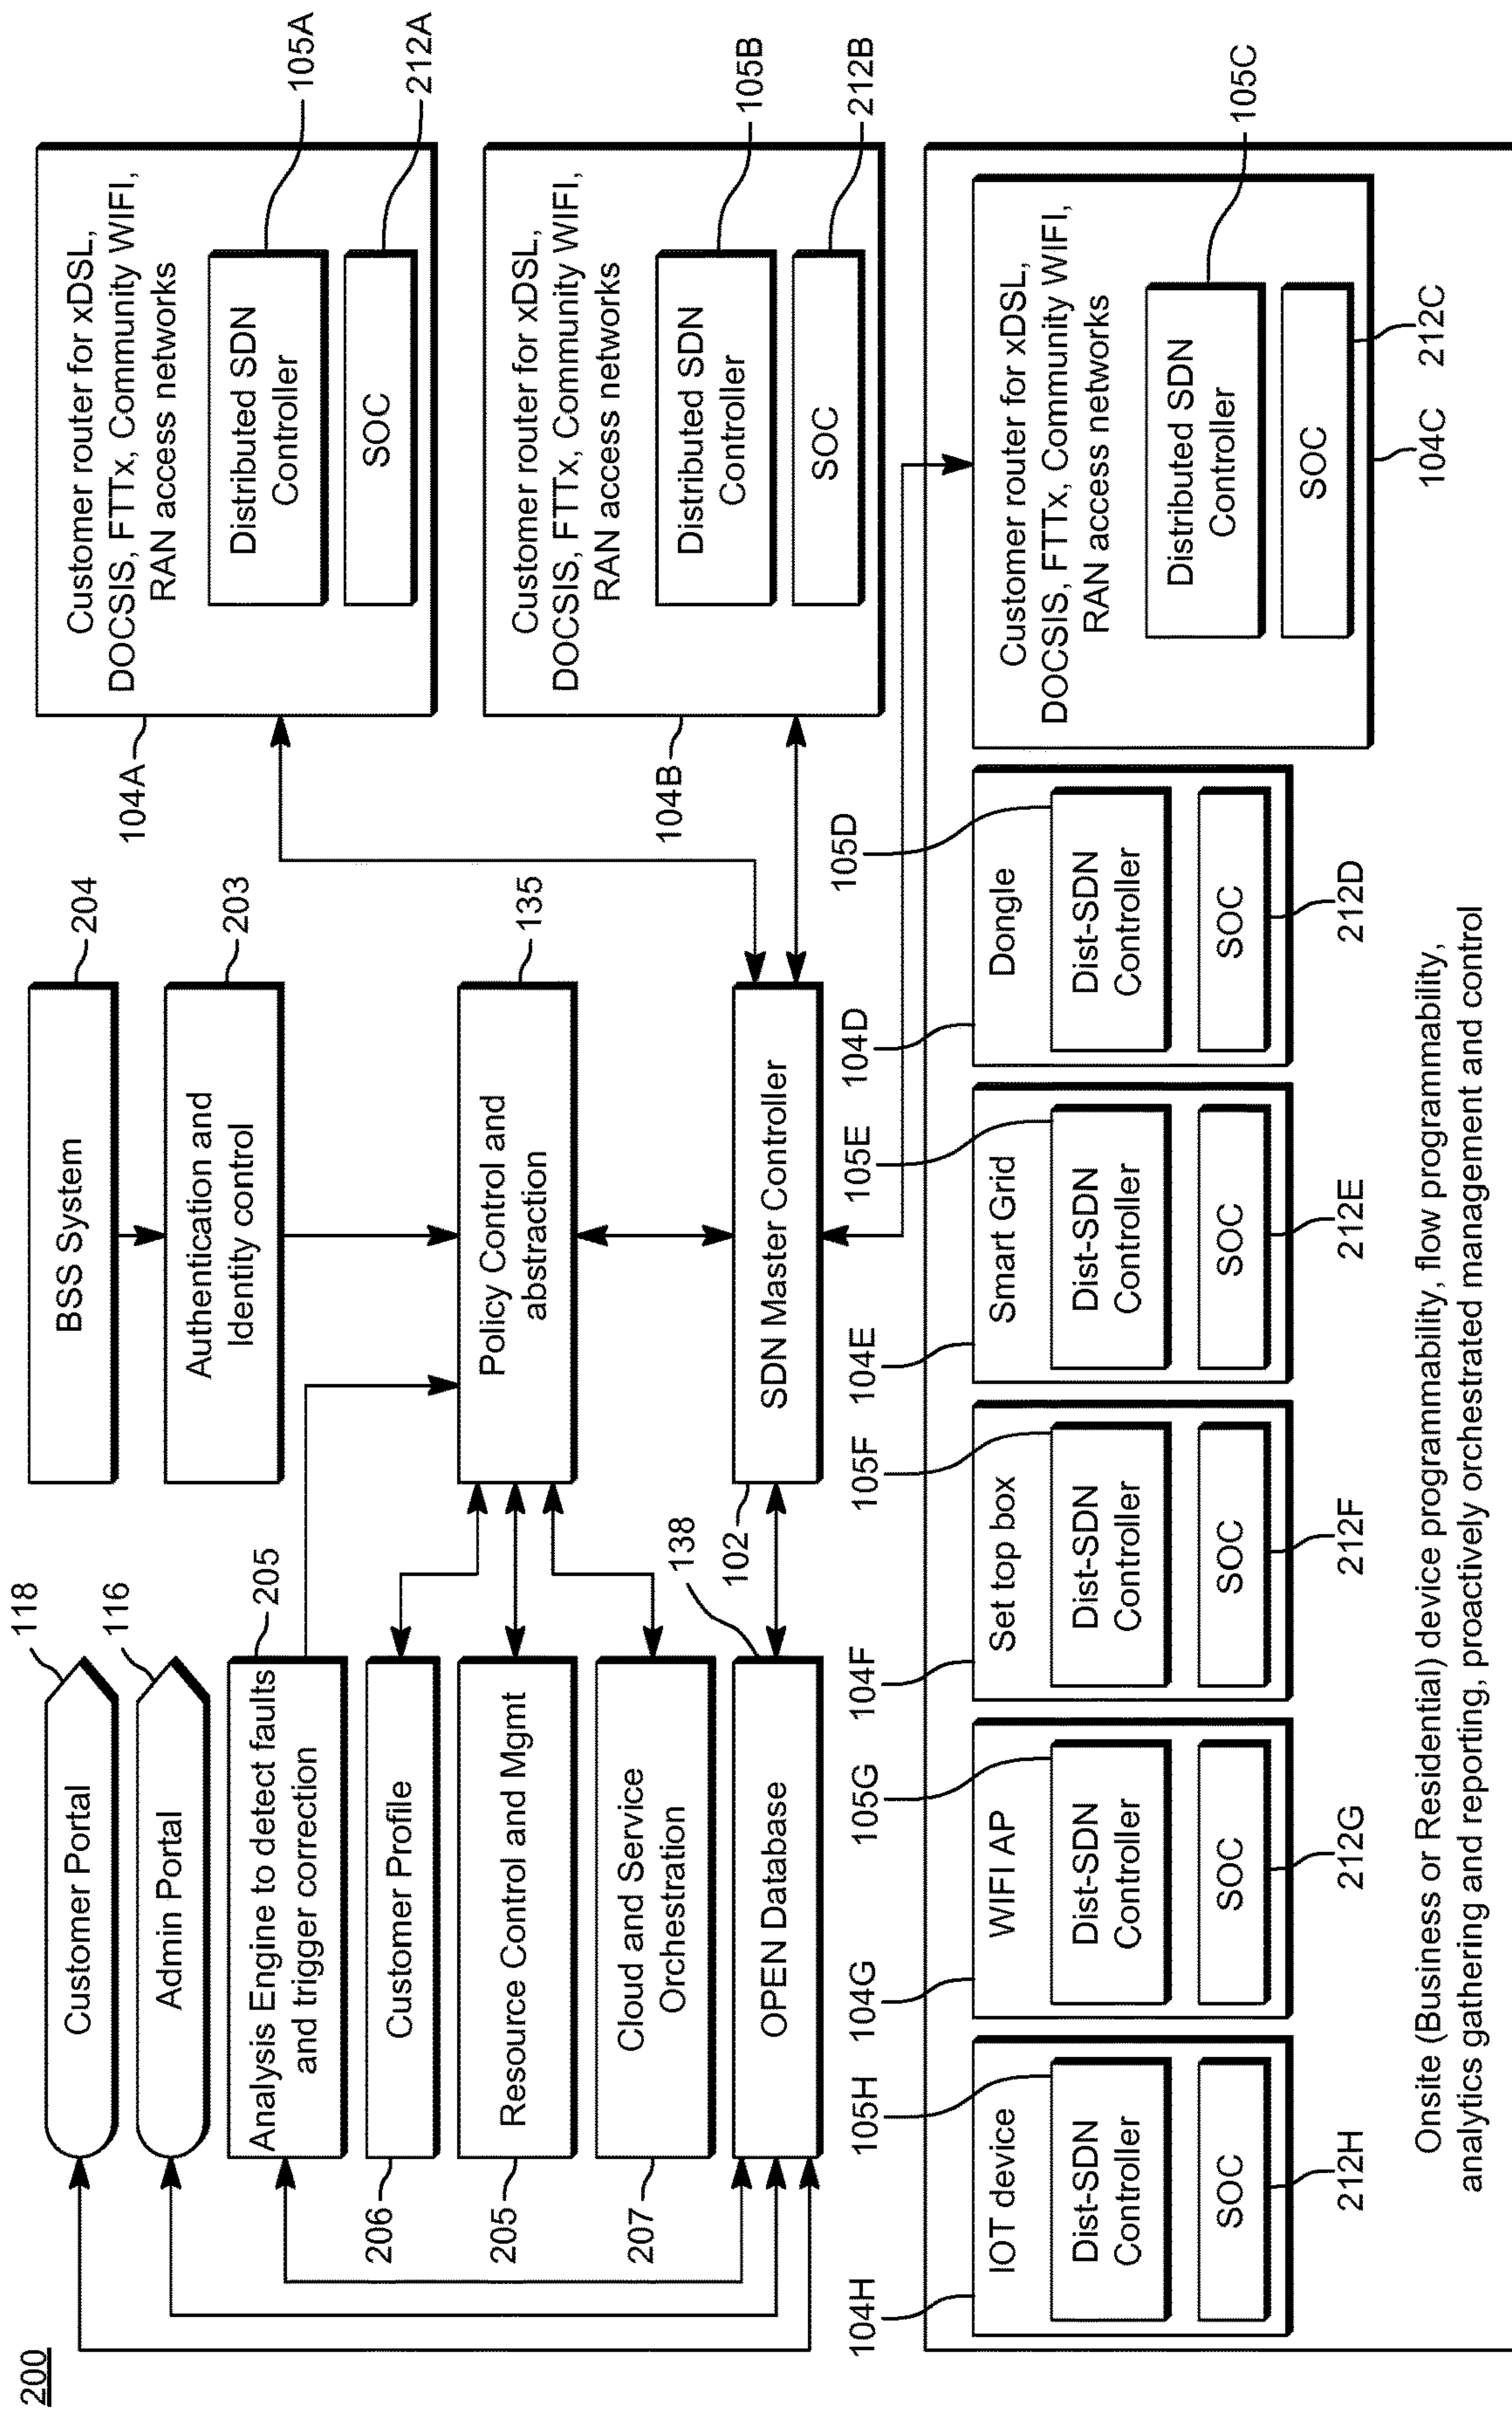 200
Customer Portal
118
Admin Portal
116
Analysis Engine to detect faults
and trigger correction
205
Customer Profile
206
Resource Control and Mgmt
205
Cloud and Service
Orchestration
207
OPEN Database
138
BSS System
204
Authentication and
Identity control
203
Policy Control and
abstraction
135
SDN Master Controller
102
104A
Customer router for xDSL,
DOCSIS, FTTx, Community WIFI,
RAN access networks
Distributed SDN
Controller
SOC
105A
212A
104B
Customer router for xDSL,
DOCSIS, FTTx, Community WIFI,
RAN access networks
Distributed SDN
Controller
SOC
105B
212B
104H
105H
IOT device
Dist-SDN
Controller
SOC
212H
104G
105G
WIFI AP
Dist-SDN
Controller
SOC
212G
104F
105F
Set top box
Dist-SDN
Controller
SOC
212F
104E
105E
Smart Grid
Dist-SDN
Controller
SOC
212E
104D
105D
Dongle
Dist-SDN
Controller
SOC
212D
Customer router for xDSL,
DOCSIS, FTTx, Community WIFI,
RAN access networks
Distributed SDN
Controller
SOC
105C
104C
212C
Onsite (Business or Residential) device programmability, flow programmability,
analytics gathering and reporting, proactively orchestrated management and control